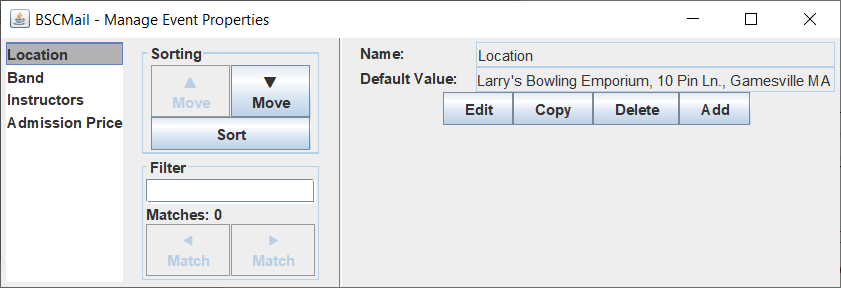 BSCMail - Manage Event Properties
Location
Band
Instructors
Admission Price
Sorting
▲ Move
▼ Move
Sort
Filter
Matches: 0
◄ Match
► Match
Name: Location
Default Value: Larry's Bowling Emporium, 10 Pin Ln., Gamesville MA
Edit Copy Delete Add